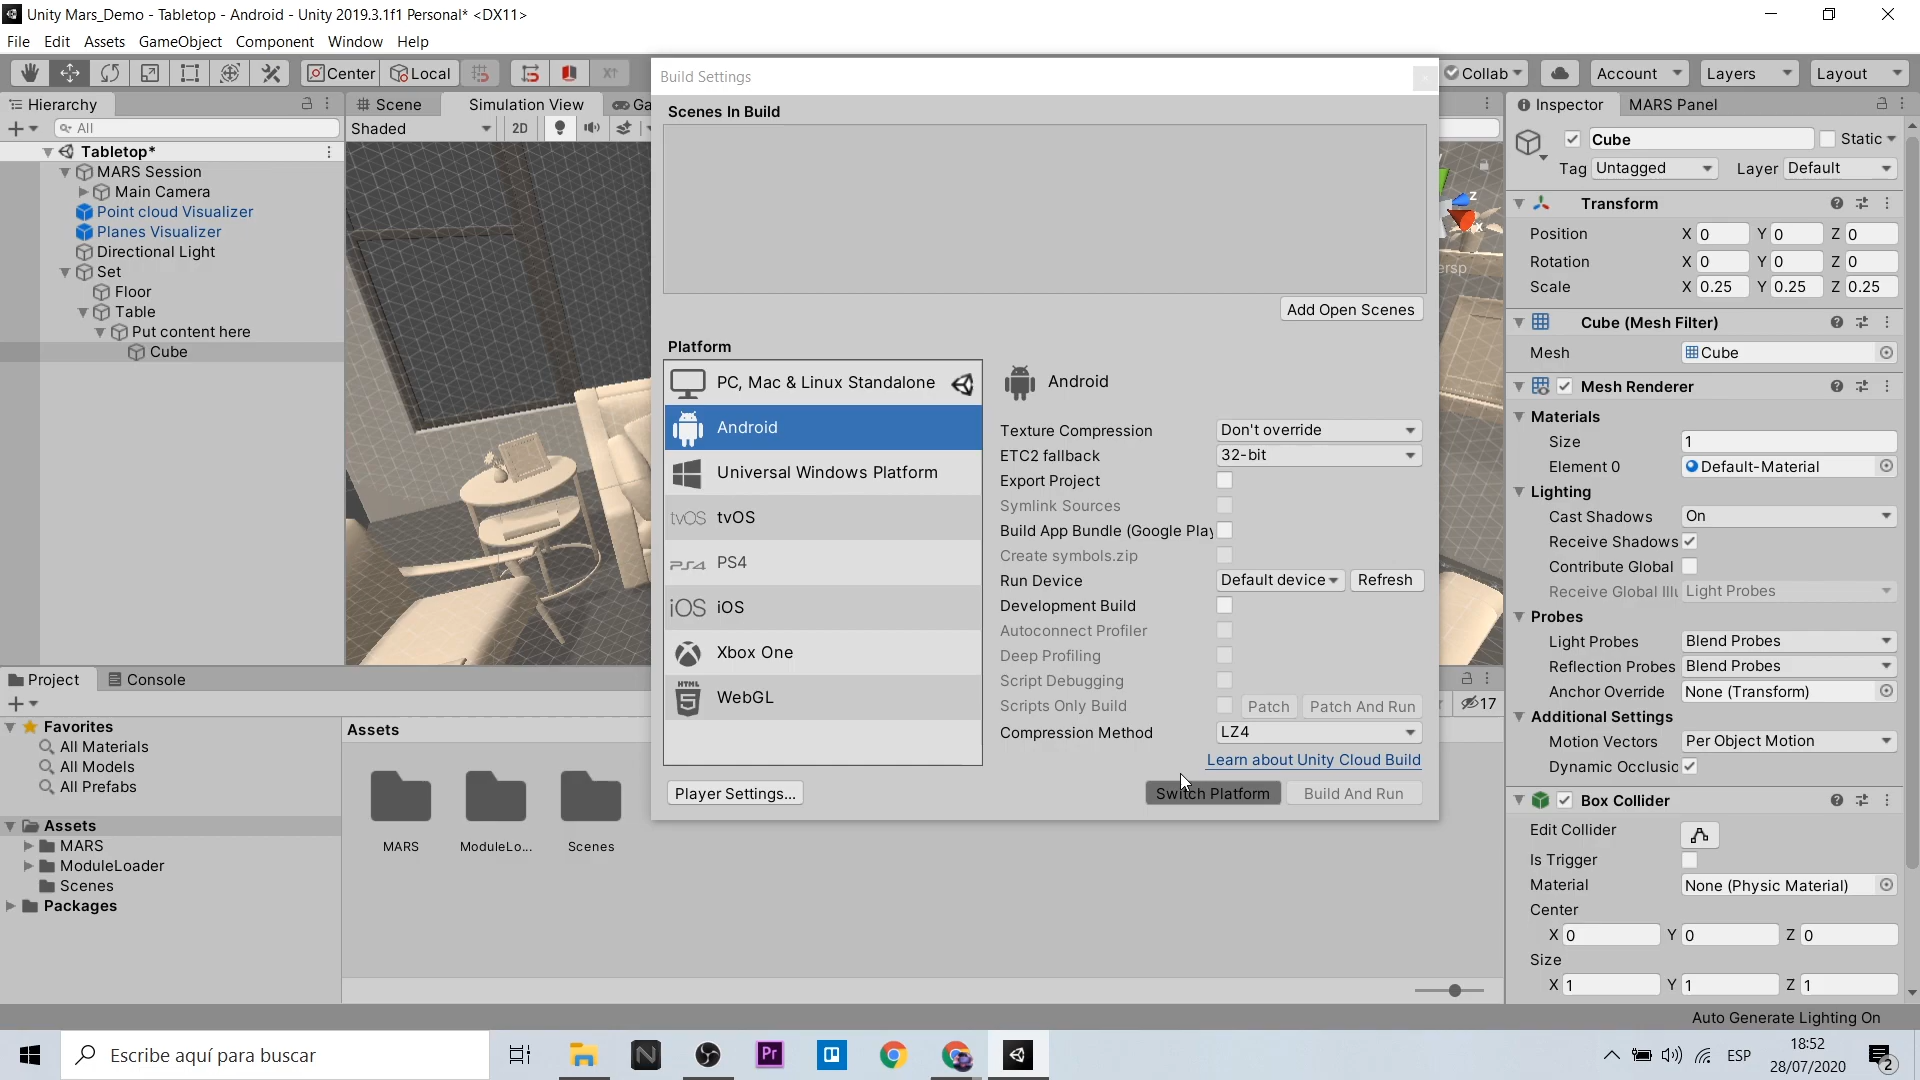 Unity Mars_Demo - Tabletop - Android - Unity 2019.3.1f1 Personal* <DX11>
File Edit Assets GameObject Component Window Help
Center Local Collab Account Layers Layout
Build Settings
Hierarchy Scene Simulation View Ga Inspector MARS Panel
All Shaded 2D
Tabletop*
MARS Session
Main Camera
Point cloud Visualizer
Planes Visualizer
Directional Light
Set
Floor
Table
Put content here
Cube
Scenes In Build
Add Open Scenes
Platform
PC, Mac & Linux Standalone
Android
Universal Windows Platform
tvOS tvOS
PS4 PS4
iOS iOS
Xbox One
HTML
5 WebGL
Player Settings...
Android
Texture Compression Don't override
ETC2 fallback 32-bit
Export Project
Symlink Sources
Build App Bundle (Google Play
Create symbols.zip
Run Device Default device Refresh
Development Build
Autoconnect Profiler
Deep Profiling
Script Debugging
Scripts Only Build Patch Patch And Run
Compression Method LZ4
Learn about Unity Cloud Build
Switch Platform Build And Run
z
x
ersp
17
Cube Static
Tag Untagged Layer Default
Transform
Position X 0 Y 0 Z 0
Rotation X 0 Y 0 Z 0
Scale X 0.25 Y 0.25 Z 0.25
Cube (Mesh Filter)
Mesh Cube
Mesh Renderer
Materials
Size 1
Element 0 Default-Material
Lighting
Cast Shadows On
Receive Shadows
Contribute Global
Receive Global Illu Light Probes
Probes
Light Probes Blend Probes
Reflection Probes Blend Probes
Anchor Override None (Transform)
Additional Settings
Motion Vectors Per Object Motion
Dynamic Occlusic
Box Collider
Edit Collider
Is Trigger
Material None (Physic Material)
Center
X 0 Y 0 Z 0
Size
X 1 Y 1 Z 1
Project Console
Favorites
All Materials
All Models
All Prefabs
Assets
MARS
ModuleLoader
Scenes
Packages
Assets
MARS ModuleLo... Scenes
Auto Generate Lighting On
Escribe aquí para buscar
N Pr
ESP
18:52
28/07/2020
2